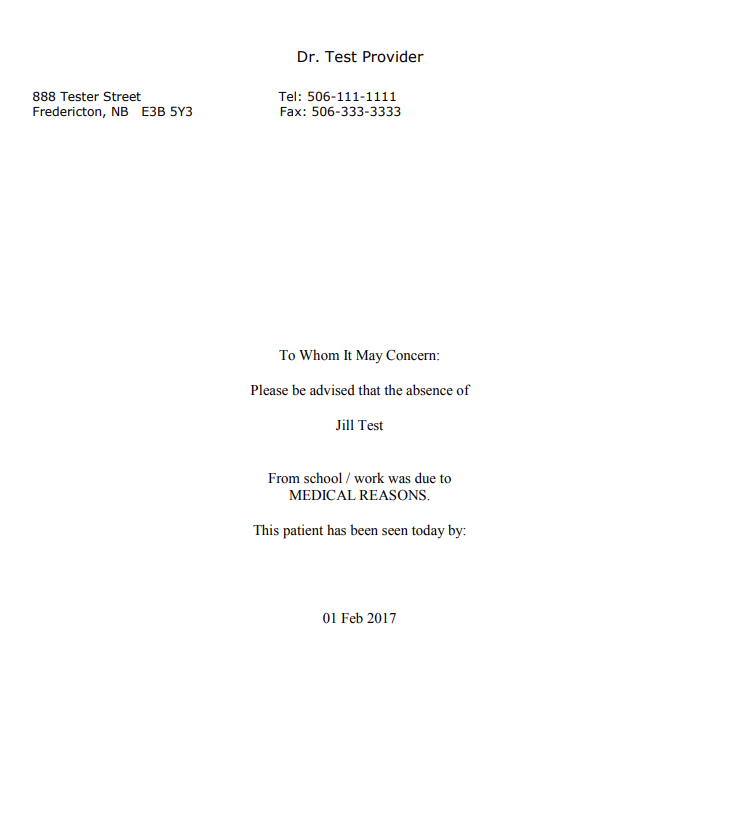 Dr. Test Provider
888 Tester Street Tel: 506-111-1111
Fredericton, NB E3B 5Y3 Fax: 506-333-3333
To Whom It May Concern:
Please be advised that the absence of
Jill Test
From school / work was due to
MEDICAL REASONS.
This patient has been seen today by:
01 Feb 2017